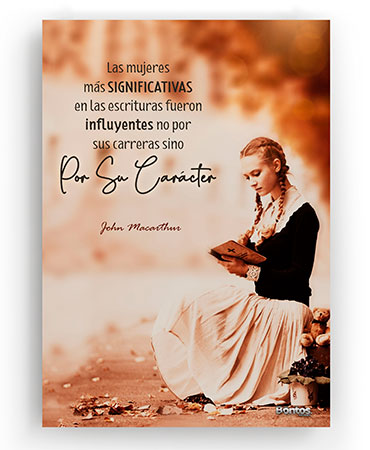 Las mujeres
más SIGNIFICATIVAS
en las escrituras fueron
influyentes no por
sus carreras sino
Por Su Carácter
John Macarthur
Bontos